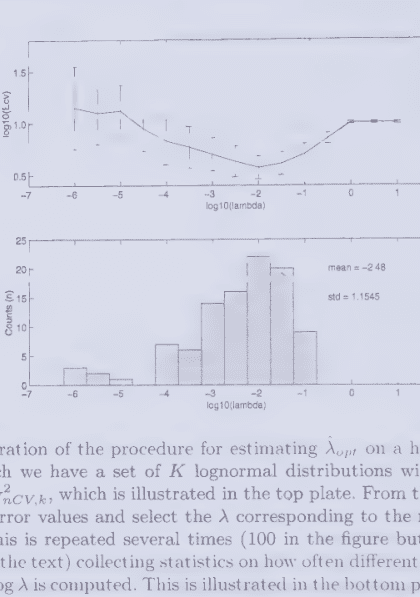 log10(Lcv)
1.5
1.0
0.5
−7 −6 −5 −4 −3 −2 −1 0 1
log10(lambda)
Counts (n)
25
20
15
10
5
0
mean = −2 48
std = 1.1545
−7 −6 −5 −4 −3 −2 −1 0 1
log10(lambda)
ration of the procedure for estimating λ̂opt on a h
ch we have a set of K lognormal distributions wi
²nCV,k, which is illustrated in the top plate. From t
error values and select the λ corresponding to the
his is repeated several times (100 in the figure but
the text) collecting statistics on how often different
og λ is computed. This is illustrated in the bottom p